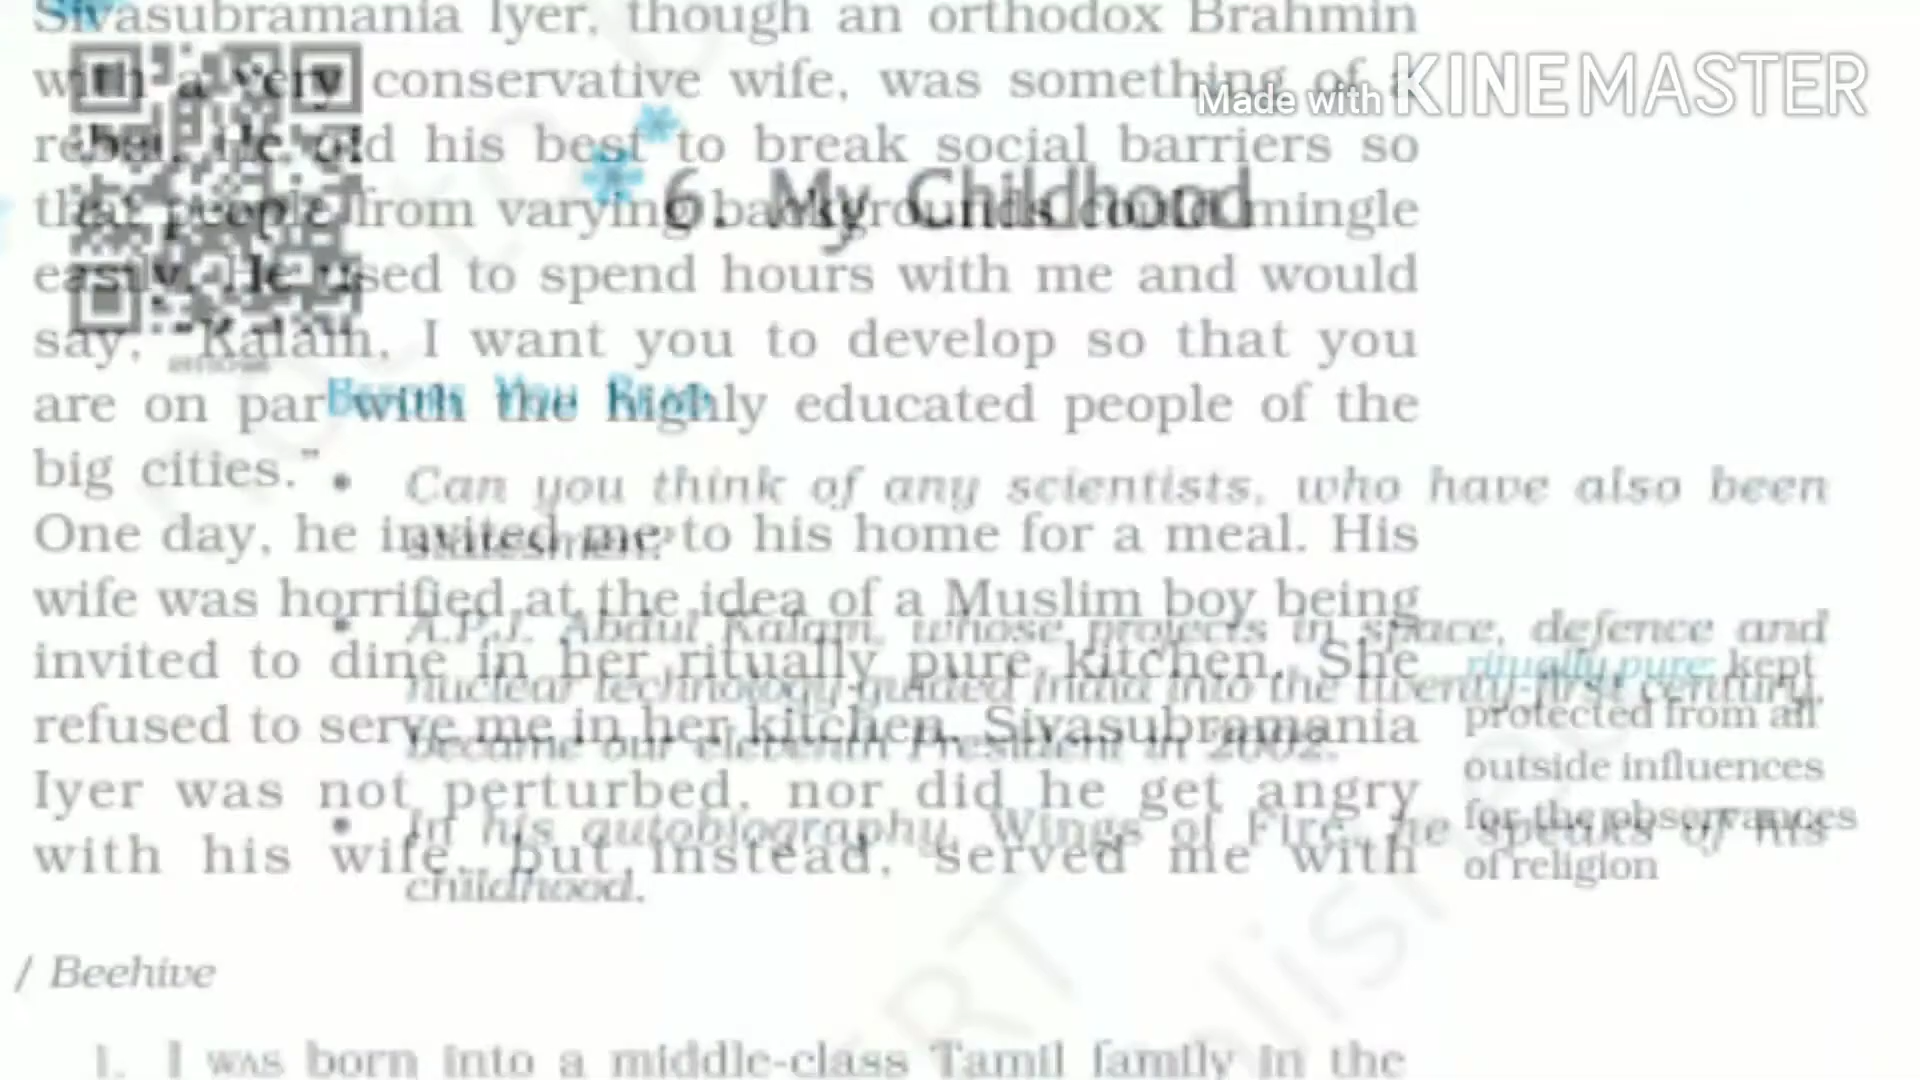 Sivasubramania Iyer, though an orthodox Brahmin
with a very conservative wife, was something of a
rebel. He did his best to break social barriers so
that people from varying backgrounds could mingle
easily. He used to spend hours with me and would
say, "Kalam, I want you to develop so that you
are on par with the highly educated people of the
big cities."
One day, he invited me to his home for a meal. His
wife was horrified at the idea of a Muslim boy being
invited to dine in her ritually pure kitchen. She
refused to serve me in her kitchen. Sivasubramania
Iyer was not perturbed, nor did he get angry
with his wife, but instead, served me with
ritually pure: kept
protected from all
outside influences
for the observances
of religion
/ Beehive
Made with KINEMASTER
6. My Childhood
BEFORE YOU READ
• Can you think of any scientists, who have also been
statesmen?
• A.P.J. Abdul Kalam, whose projects in space, defence and
nuclear technology guided India into the twenty-first century,
became our eleventh President in 2002.
• In his autobiography, Wings of Fire, he speaks of his
childhood.
1. I WAS born into a middle-class Tamil family in the